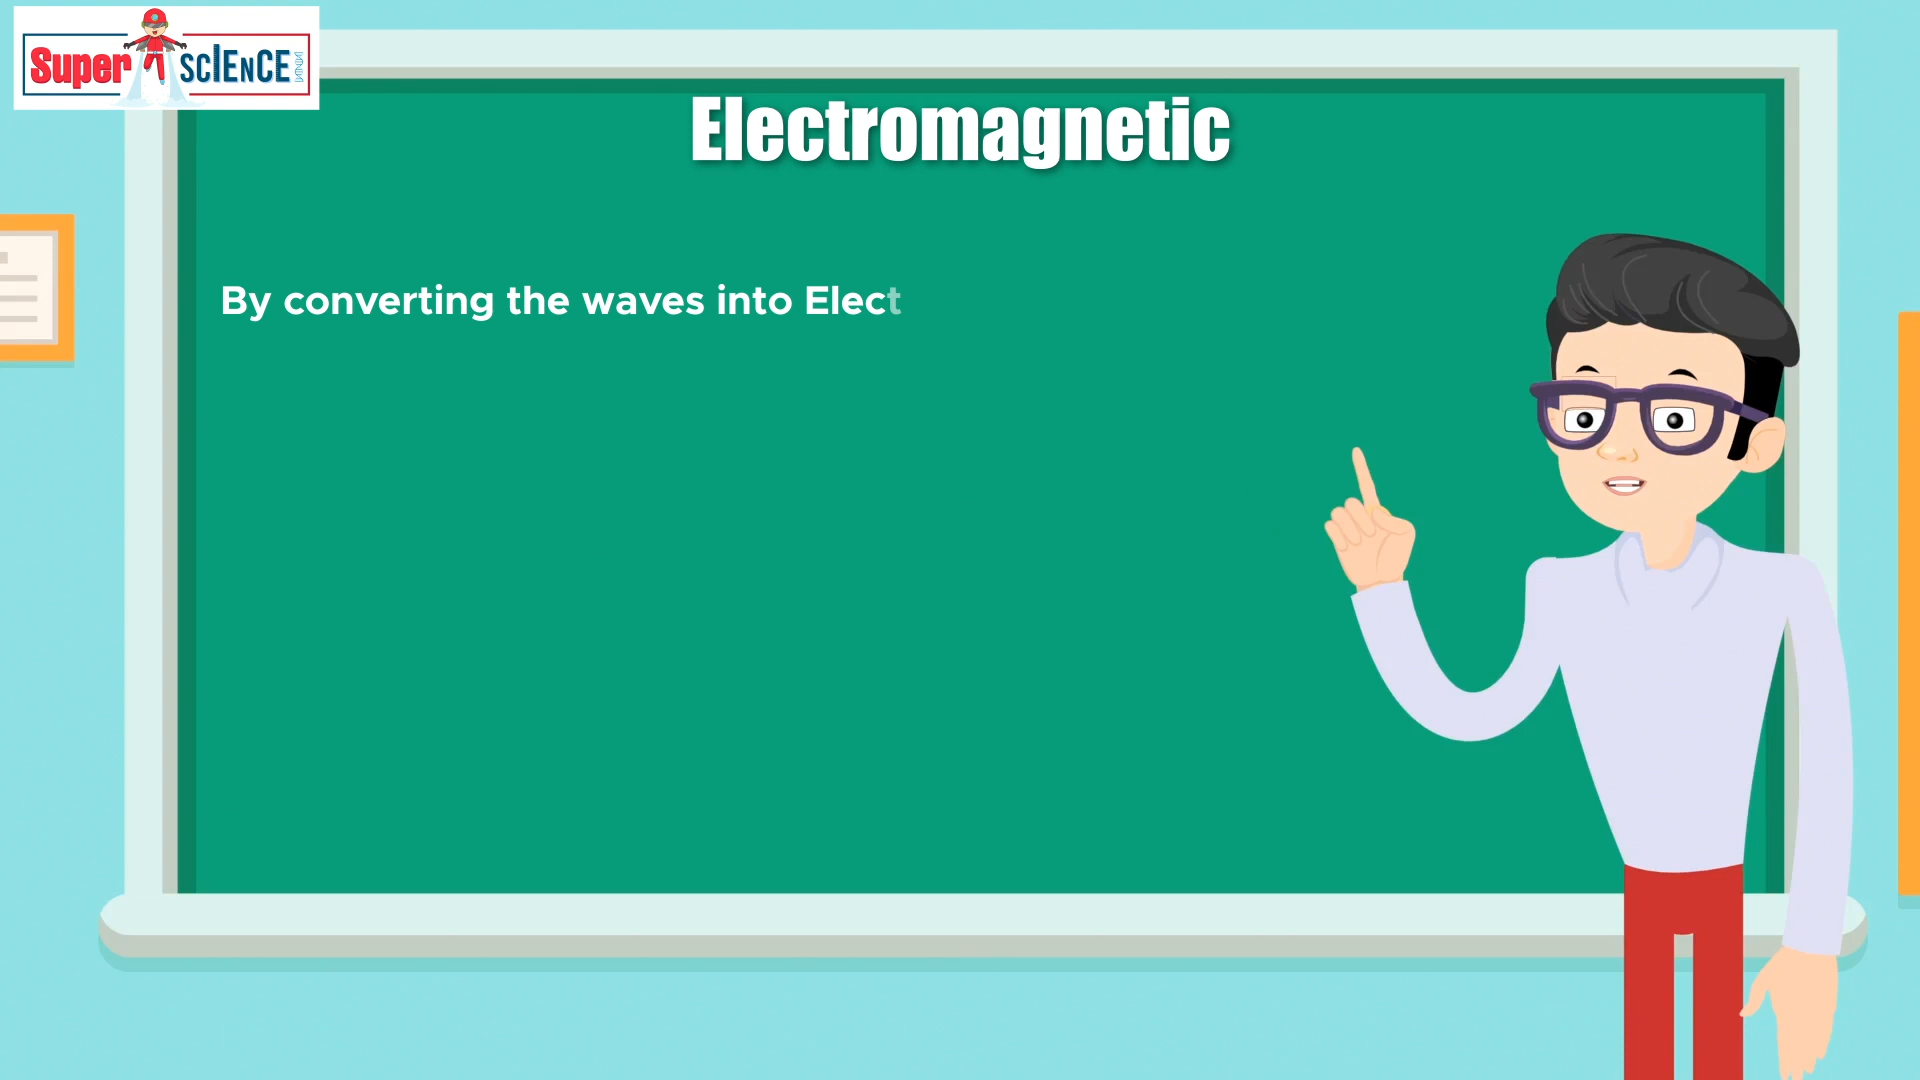 Super sciEnCE
Electromagnetic
By converting the waves into Elect